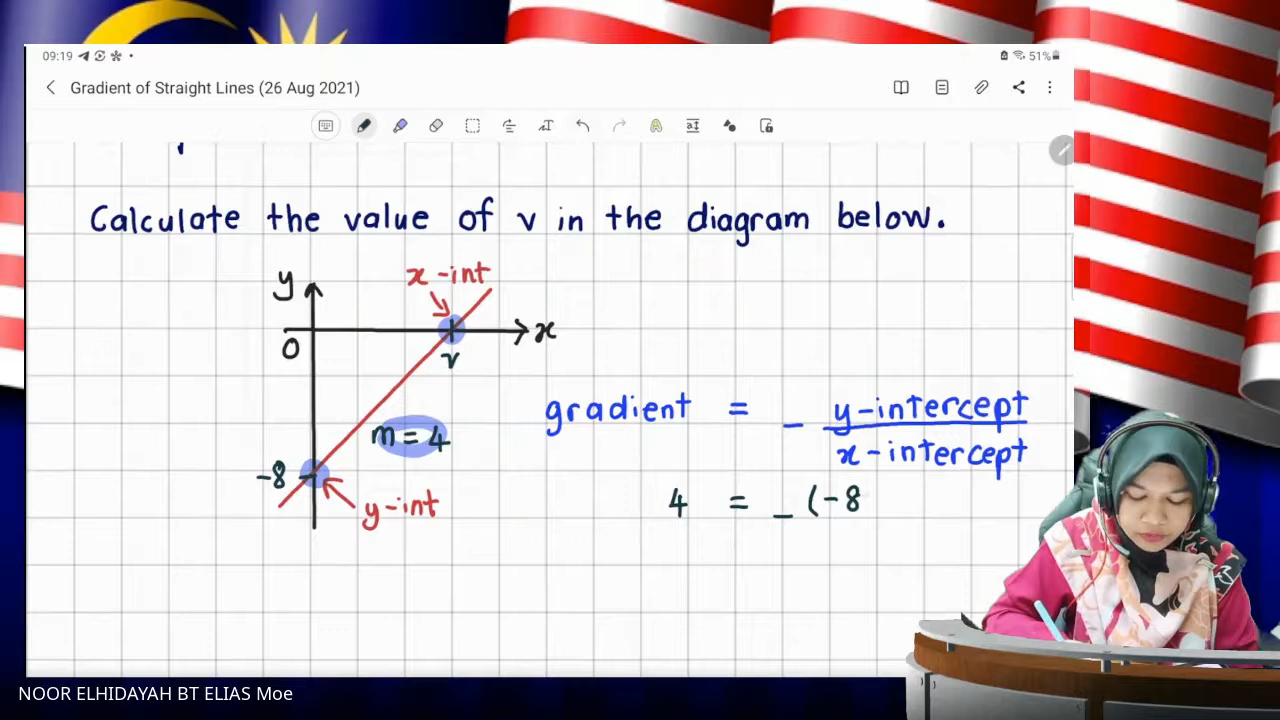 09:19
51%
Gradient of Straight Lines (26 Aug 2021)
Calculate the value of v in the diagram below.
x-int
y
x
0
v
gradient = - y-intercept
x-intercept
m = 4
-8
4 = - (-8
y-int
NOOR ELHIDAYAH BT ELIAS Moe